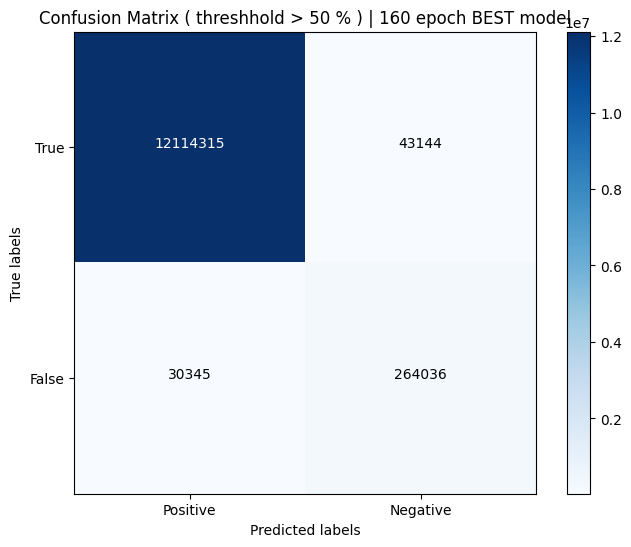 Confusion Matrix ( threshhold > 50 % ) | 160 epoch BEST model
1e7
1.2
True
12114315
43144
1.0
0.8
True labels
0.6
False
30345
264036
0.4
0.2
Positive
Negative
Predicted labels